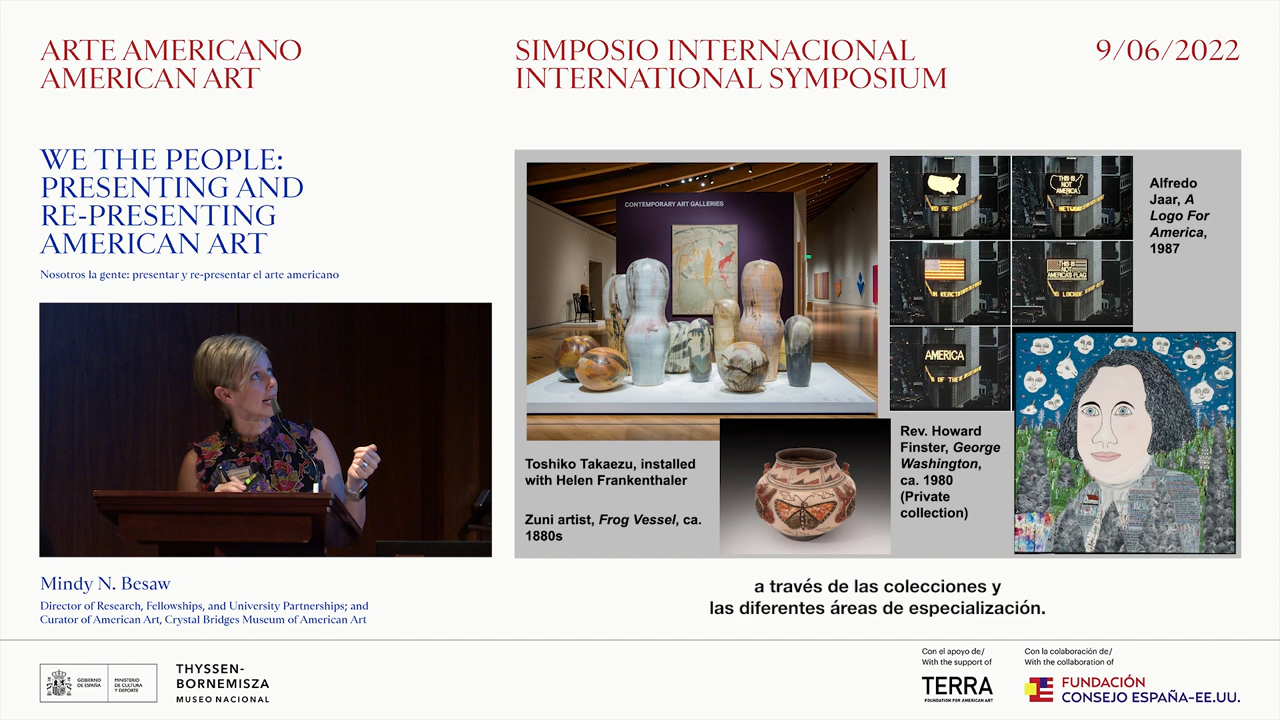 ARTE AMERICANO
AMERICAN ART
SIMPOSIO INTERNACIONAL
INTERNATIONAL SYMPOSIUM
9/06/2022
WE THE PEOPLE:
PRESENTING AND
RE-PRESENTING
AMERICAN ART
Nosotros la gente: presentar y re-presentar el arte americano
CONTEMPORARY ART GALLERIES
THIS IS
NOT
AMERICA
THIS IS
NOT
AMERICA'S FLAG
AMERICA
Alfredo
Jaar, A
Logo For
America,
1987
Toshiko Takaezu, installed
with Helen Frankenthaler
Zuni artist, Frog Vessel, ca.
1880s
Rev. Howard
Finster, George
Washington,
ca. 1980
(Private
collection)
Mindy N. Besaw
Director of Research, Fellowships, and University Partnerships; and
Curator of American Art, Crystal Bridges Museum of American Art
a través de las colecciones y
las diferentes áreas de especialización.
GOBIERNO
DE ESPAÑA
MINISTERIO
DE CULTURA
Y DEPORTE
THYSSEN-
BORNEMISZA
MUSEO NACIONAL
Con el apoyo de/
With the support of
TERRA
FOUNDATION FOR AMERICAN ART
Con la colaboración de/
With the collaboration of
FUNDACIÓN
CONSEJO ESPAÑA-EE.UU.